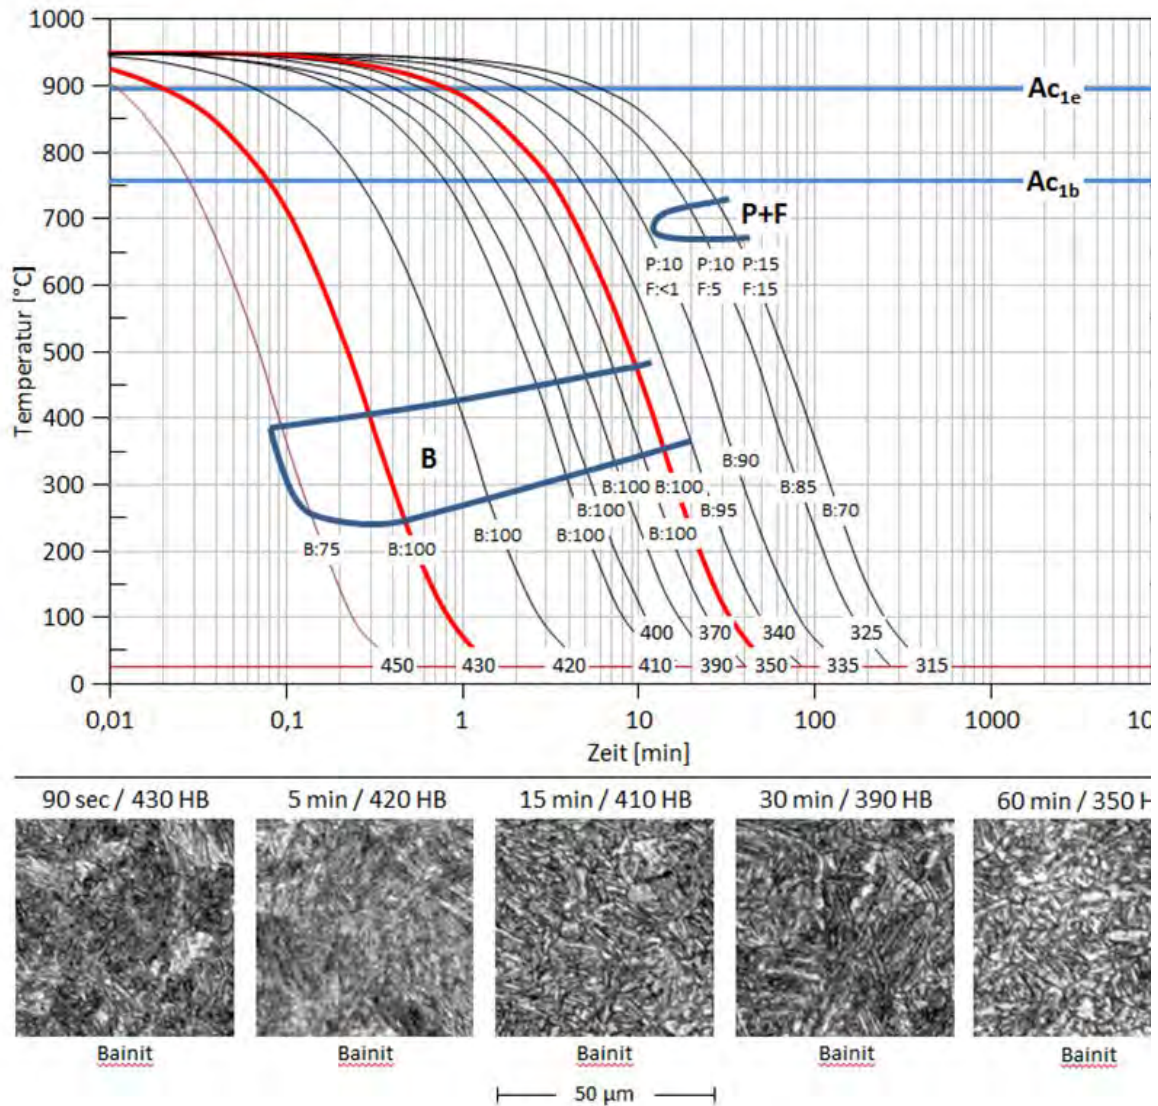 1000
900
800
700
600
500
400
300
200
100
0
Temperatur [°C]
Ac1e
Ac1b
P+F
P:10 P:10 P:15
F:<1 F:5 F:15
B
B:90
B:100 B:100 B:85
B:100 B:95 B:70
B:75 B:100 B:100 B:100 B:100
400 370 340 325
450 430 420 410 390 350 335 315
0,01 0,1 1 10 100 1000
Zeit [min]
90 sec / 430 HB 5 min / 420 HB 15 min / 410 HB 30 min / 390 HB 60 min / 350 H
Bainit Bainit Bainit Bainit Bainit
50 µm